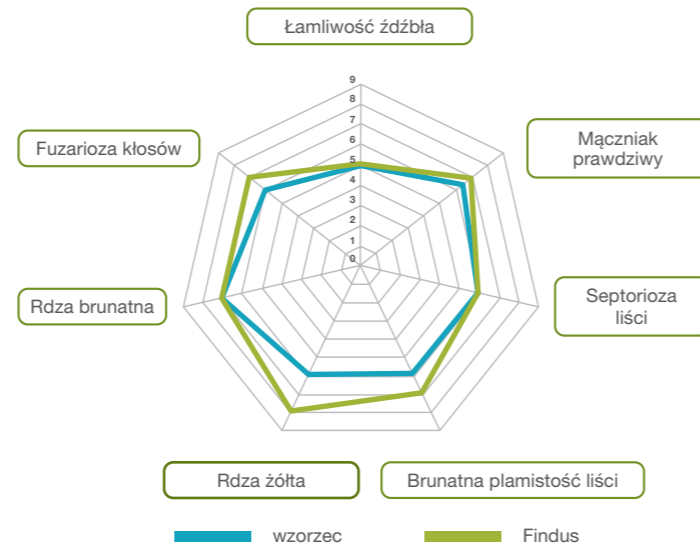 Łamliwość źdźbła
9
8
7
6
5
4
3
2
1
0
Fuzarioza kłosów
Mączniak
prawdziwy
Rdza brunatna
Septorioza
liści
Rdza żółta
Brunatna plamistość liści
wzorzec
Findus